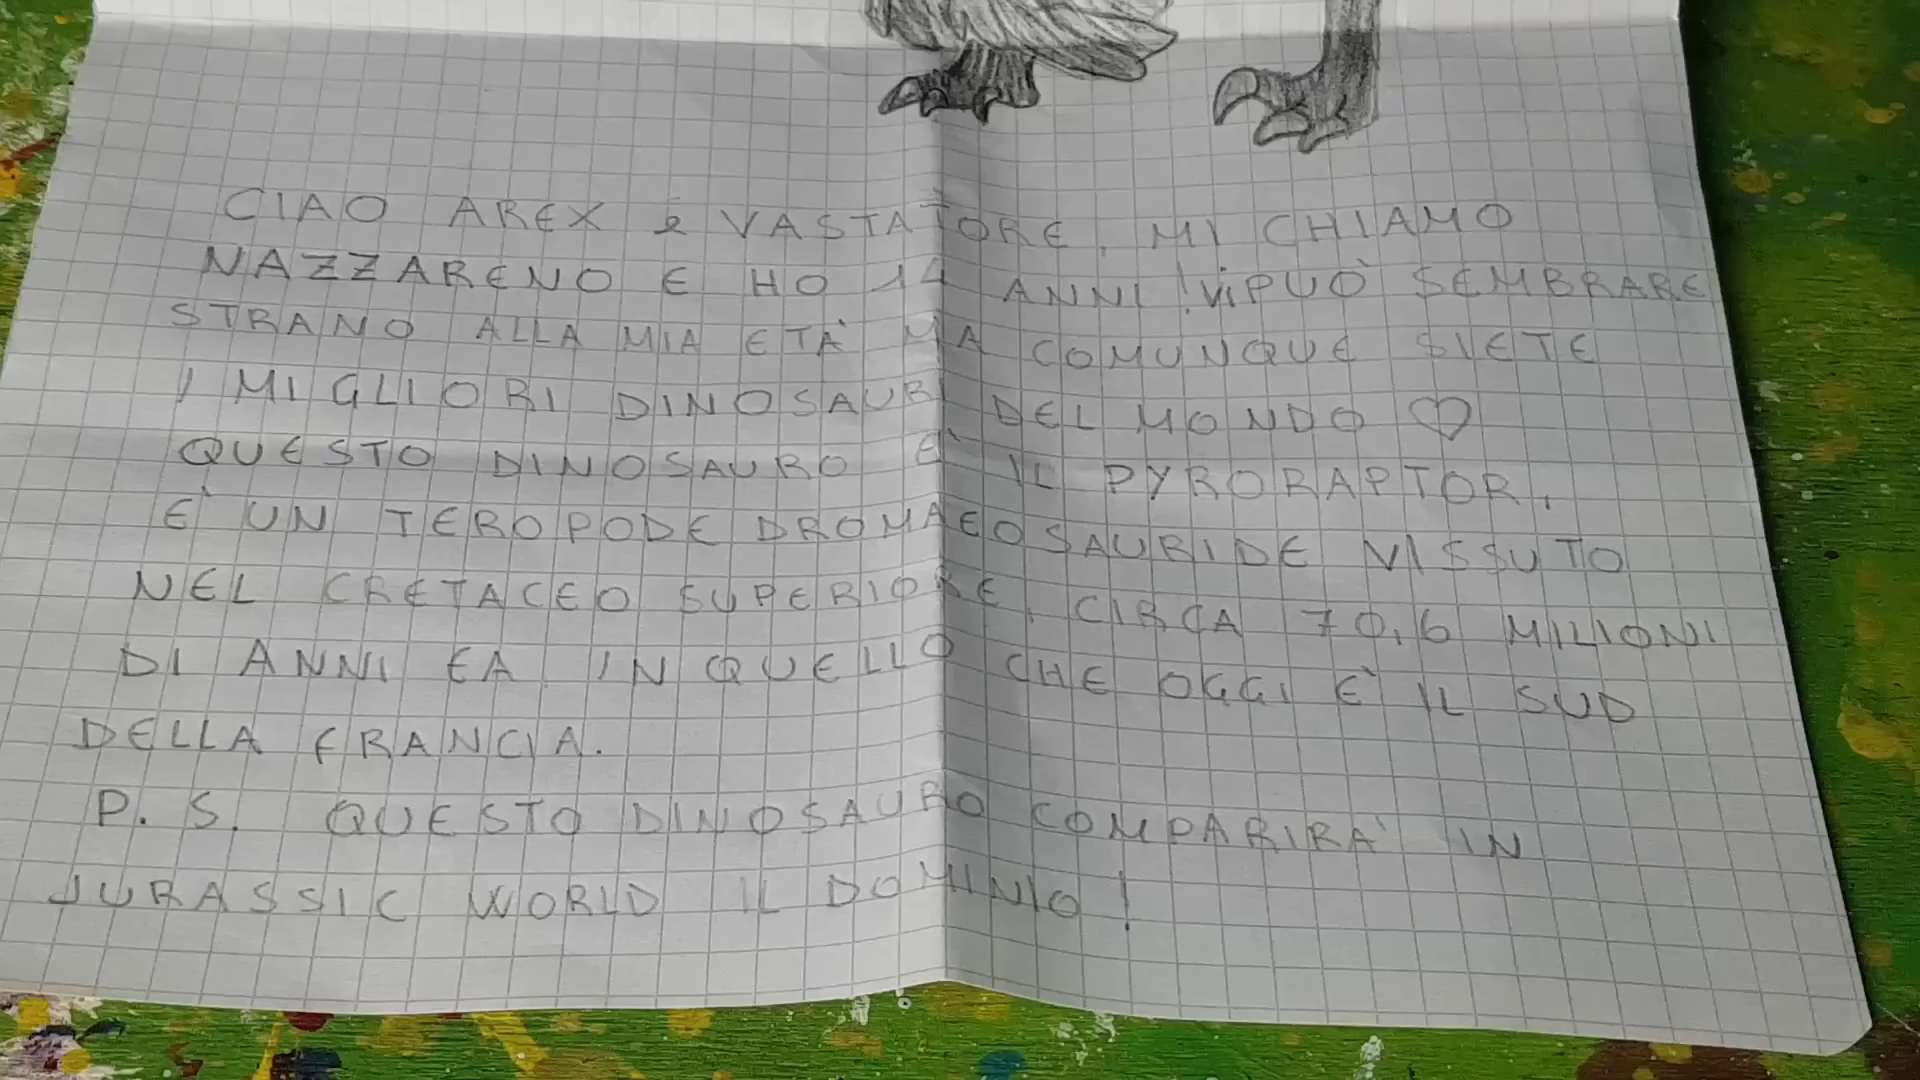 CIAO AREX e VASTATORE, MI CHIAMO
NAZZARENO E HO 14 ANNI! Vi PUÒ SEMBRARE
STRANO ALLA MIA ETÀ MA COMUNQUE SIETE
I MIGLIORI DINOSAURI DEL MONDO ♡
QUESTO DINOSAURO È IL PYRORAPTOR,
È UN TEROPODE DROMAEOSAURIDE VISSUTO
NEL CRETACEO SUPERIORE, CIRCA 70,6 MILIONI
DI ANNI FA IN QUELLO CHE OGGI È IL SUD
DELLA FRANCIA.
P.S. QUESTO DINOSAURO COMPARIRA' IN
JURASSIC WORLD IL DOMINIO!